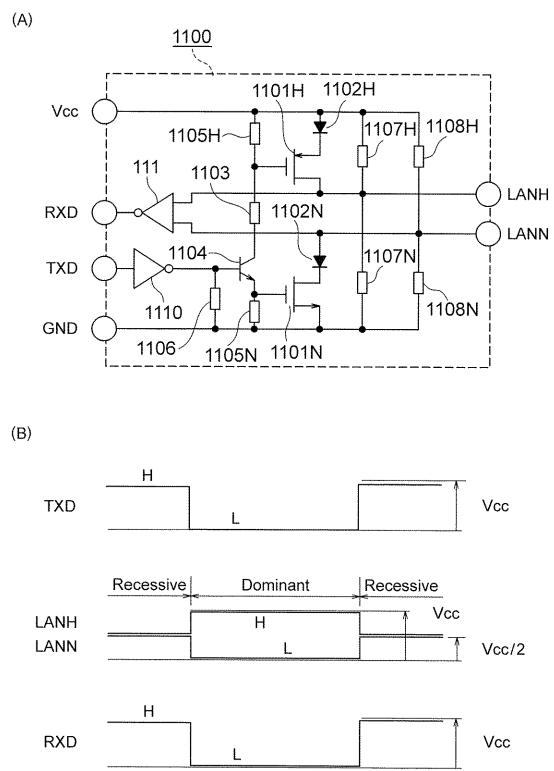 (A)
1100
1102H
1101H
Vcc
1105H
1107H
1108H
111
1103
LANH
RXD
1102N
LANN
1104
TXD
1107N
1110
1108N
GND
1106
1105N
1101N
(B)
H
TXD
L
Vcc
Recessive
Dominant
Recessive
LANH
H
Vcc
LANN
L
Vcc/2
H
RXD
L
Vcc